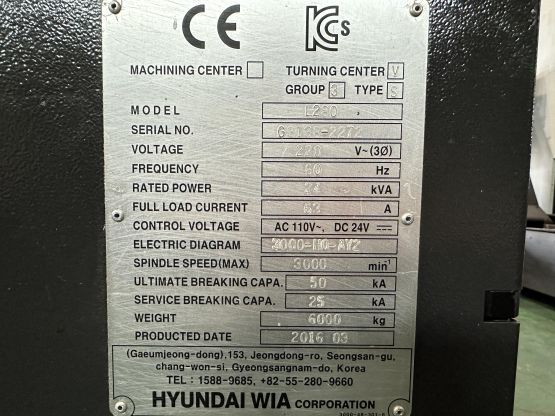 CE KCs
MACHINING CENTER TURNING CENTER V
GROUP 3 TYPE S
MODEL L230
SERIAL NO.
VOLTAGE 220 V~(3Ø)
FREQUENCY 60 Hz
RATED POWER 24 kVA
FULL LOAD CURRENT 63 A
CONTROL VOLTAGE AC 110V~, DC 24V
ELECTRIC DIAGRAM
SPINDLE SPEED(MAX) 3000 min⁻¹
ULTIMATE BREAKING CAPA. 50 kA
SERVICE BREAKING CAPA. 25 kA
WEIGHT 6000 kg
PRODUCTED DATE 2016 03
(Gaeumjeong-dong),153, Jeongdong-ro, Seongsan-gu,
chang-won-si, Gyeongsangnam-do, Korea
TEL : 1588-9685, +82-55-280-9660
HYUNDAI WIA CORPORATION